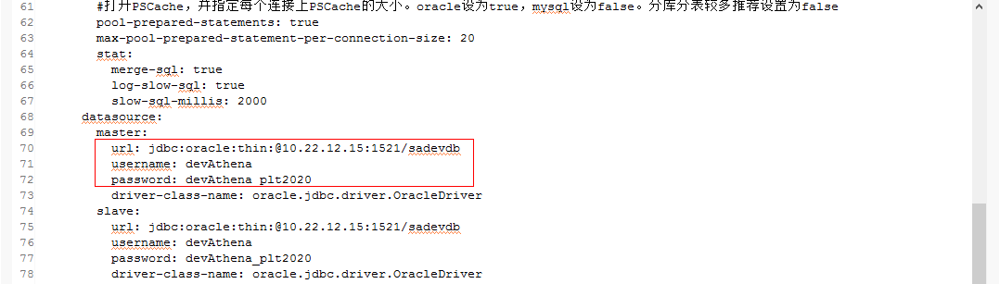 61 #打开PSCache，并指定每个连接上PSCache的大小。oracle设为true，mysql设为false。分库分表较多推荐设置为false
62 pool-prepared-statements: true
63 max-pool-prepared-statement-per-connection-size: 20
64 stat:
65 merge-sql: true
66 log-slow-sql: true
67 slow-sql-millis: 2000
68 datasource:
69 master:
70 url: jdbc:oracle:thin:@10.22.12.15:1521/sadevdb
71 username: devAthena
72 password: devAthena_plt2020
73 driver-class-name: oracle.jdbc.driver.OracleDriver
74 slave:
75 url: jdbc:oracle:thin:@10.22.12.15:1521/sadevdb
76 username: devAthena
77 password: devAthena_plt2020
78 driver-class-name: oracle.jdbc.driver.OracleDriver